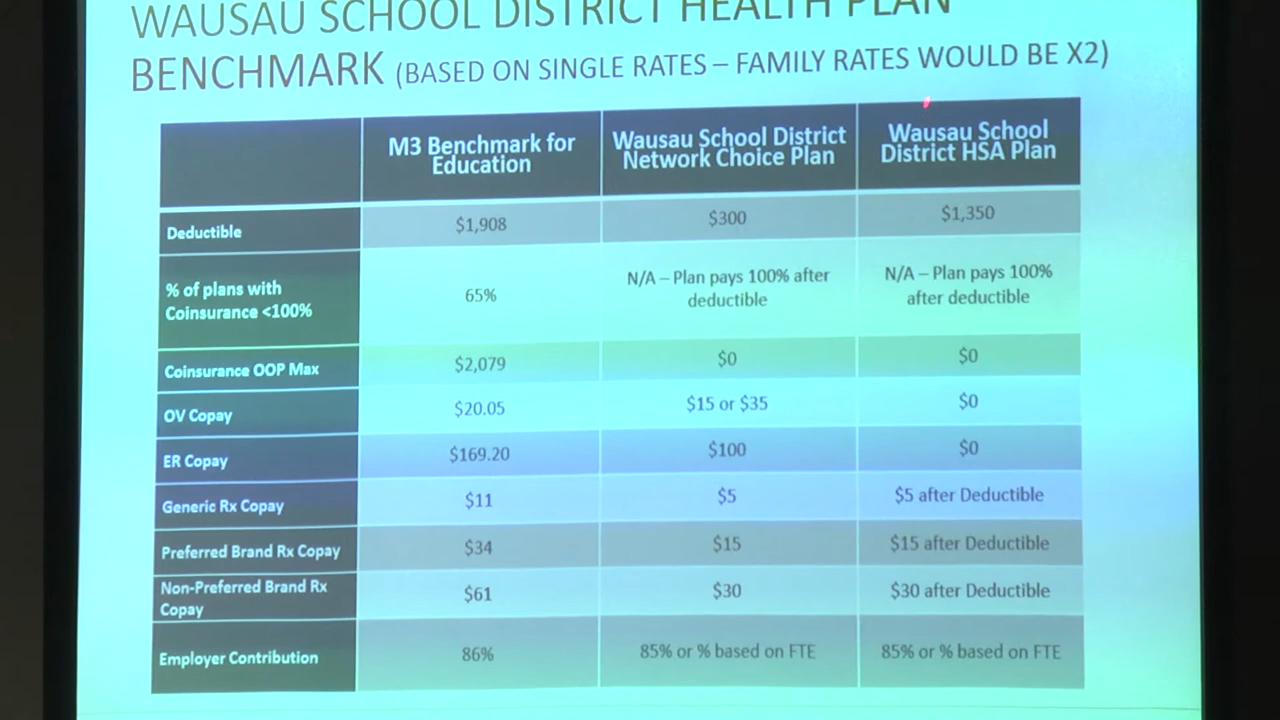 WAUSAU SCHOOL DISTRICT HEALTH PLAN
BENCHMARK (BASED ON SINGLE RATES – FAMILY RATES WOULD BE X2)
M3 Benchmark for
Education
Wausau School District
Network Choice Plan
Wausau School
District HSA Plan
Deductible
$1,908
$300
$1,350
% of plans with
Coinsurance <100%
65%
N/A – Plan pays 100% after
deductible
N/A – Plan pays 100%
after deductible
Coinsurance OOP Max
$2,079
$0
$0
OV Copay
$20.05
$15 or $35
$0
ER Copay
$169.20
$100
$0
Generic Rx Copay
$11
$5
$5 after Deductible
Preferred Brand Rx Copay
$34
$15
$15 after Deductible
Non-Preferred Brand Rx
Copay
$61
$30
$30 after Deductible
Employer Contribution
86%
85% or % based on FTE
85% or % based on FTE